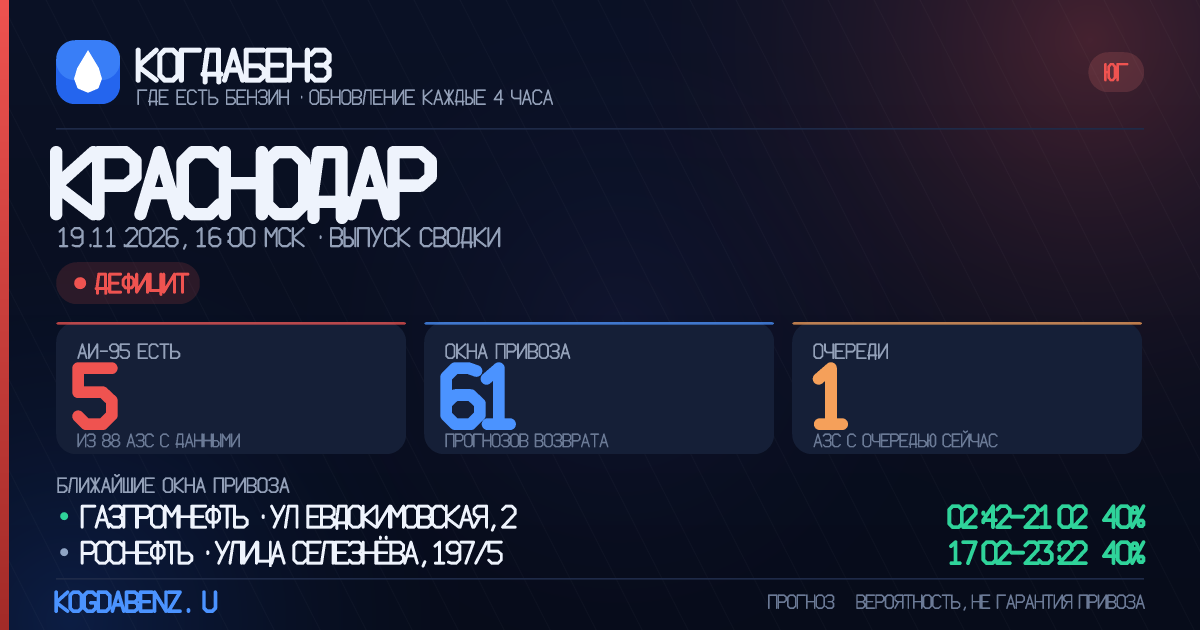 КОГДАБЕНЗ
ГДЕ ЕСТЬ БЕНЗИН · ОБНОВЛЕНИЕ КАЖДЫЕ 4 ЧАСА
ЮГ
КРАСНОДАР
19.11.2026, 16:00 МСК · ВЫПУСК СВОДКИ
• ДЕФИЦИТ
АИ-95 ЕСТЬ
5
ИЗ 88 АЗС С ДАННЫМИ
ОКНА ПРИВОЗА
61
ПРОГНОЗОВ ВОЗВРАТА
ОЧЕРЕДИ
1
АЗС С ОЧЕРЕДЬЮ СЕЙЧАС
БЛИЖАЙШИЕ ОКНА ПРИВОЗА
• ГАЗПРОМНЕФТЬ · УЛ ЕВДОКИМОВСКАЯ, 2 02:42–21:02 40%
• РОСНЕФТЬ · УЛИЦА СЕЛЕЗНЁВА, 197/5 17:02–23:22 40%
KOGDABENZ. U
ПРОГНОЗ ВЕРОЯТНОСТЬ, НЕ ГАРАНТИЯ ПРИВОЗА